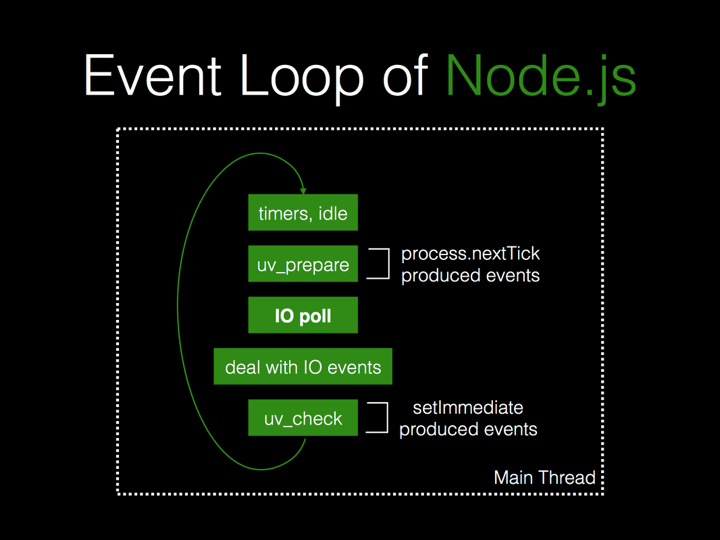 Event Loop of Node.js
timers, idle
uv_prepare
process.nextTick
produced events
IO poll
deal with IO events
uv_check
setImmediate
produced events
Main Thread